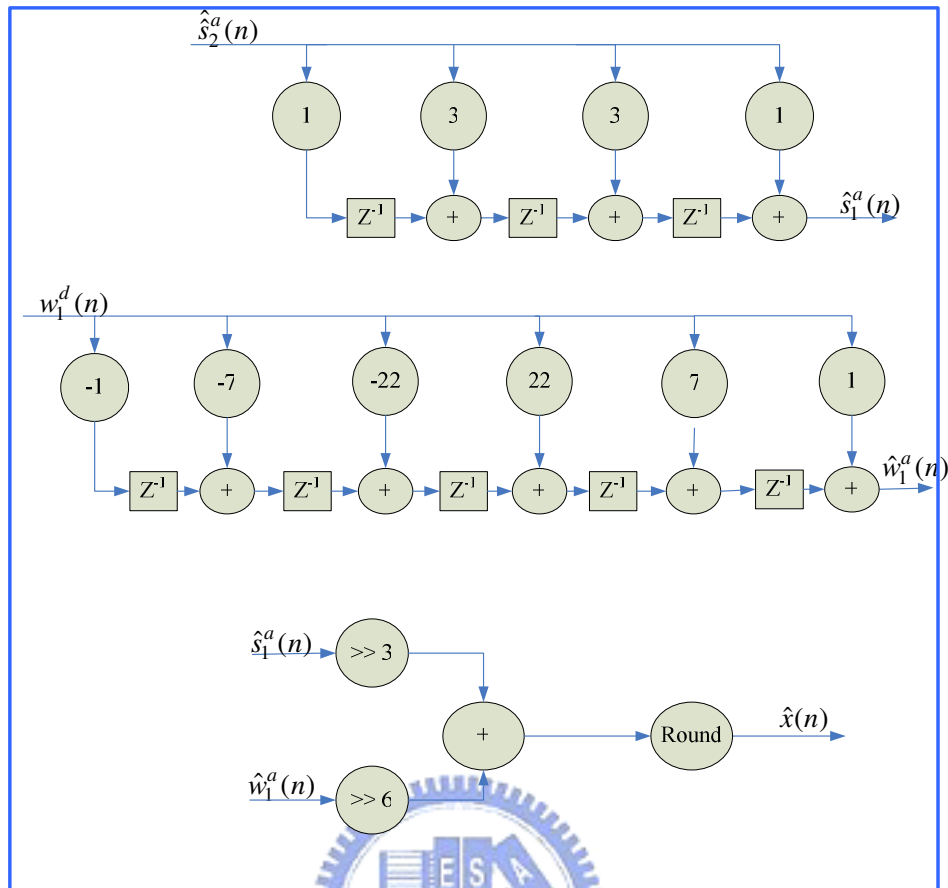 ŝ̂₂ᵃ(n)
1 3 3 1
Z⁻¹ + Z⁻¹ + Z⁻¹ + ŝ₁ᵃ(n)
w₁ᵈ(n)
-1 -7 -22 22 7 1
Z⁻¹ + Z⁻¹ + Z⁻¹ + Z⁻¹ + Z⁻¹ + ŵ₁ᵃ(n)
ŝ₁ᵃ(n) >> 3
+ Round x̂(n)
ŵ₁ᵃ(n) >> 6
E S A